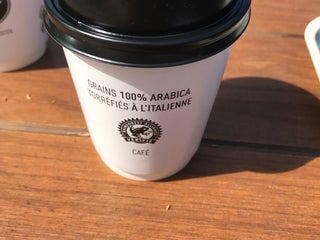 GRAINS 100% ARABICA
TORRÉFIÉS À L'ITALIENNE
CAFÉ